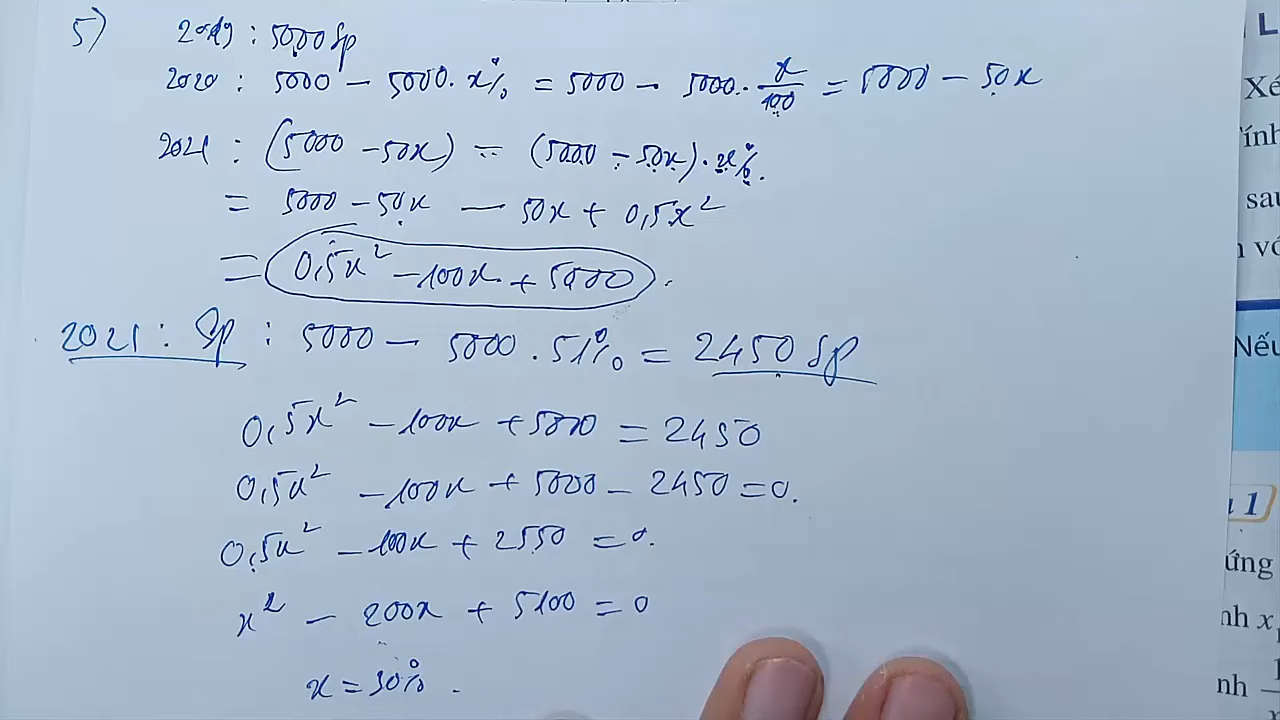 5) 2019 : 5000 Sp
2020 : 5000 - 5000.x% = 5000 - 5000.x/100 = 5000 - 50x
2021 : (5000 - 50x) - (5000 - 50x).x%.
= 5000 - 50x - 50x + 0,5x²
= 0,5x² - 100x + 5000.
2021 : Sp : 5000 - 5000.51% = 2450 Sp
0,5x² - 100x + 5000 = 2450
0,5x² - 100x + 5000 - 2450 = 0.
0,5x² - 100x + 2550 = 0.
x² - 200x + 5100 = 0
x = 30%.
L
Xé
Tính
sau
Nếu
1
ứng
nh x
nh